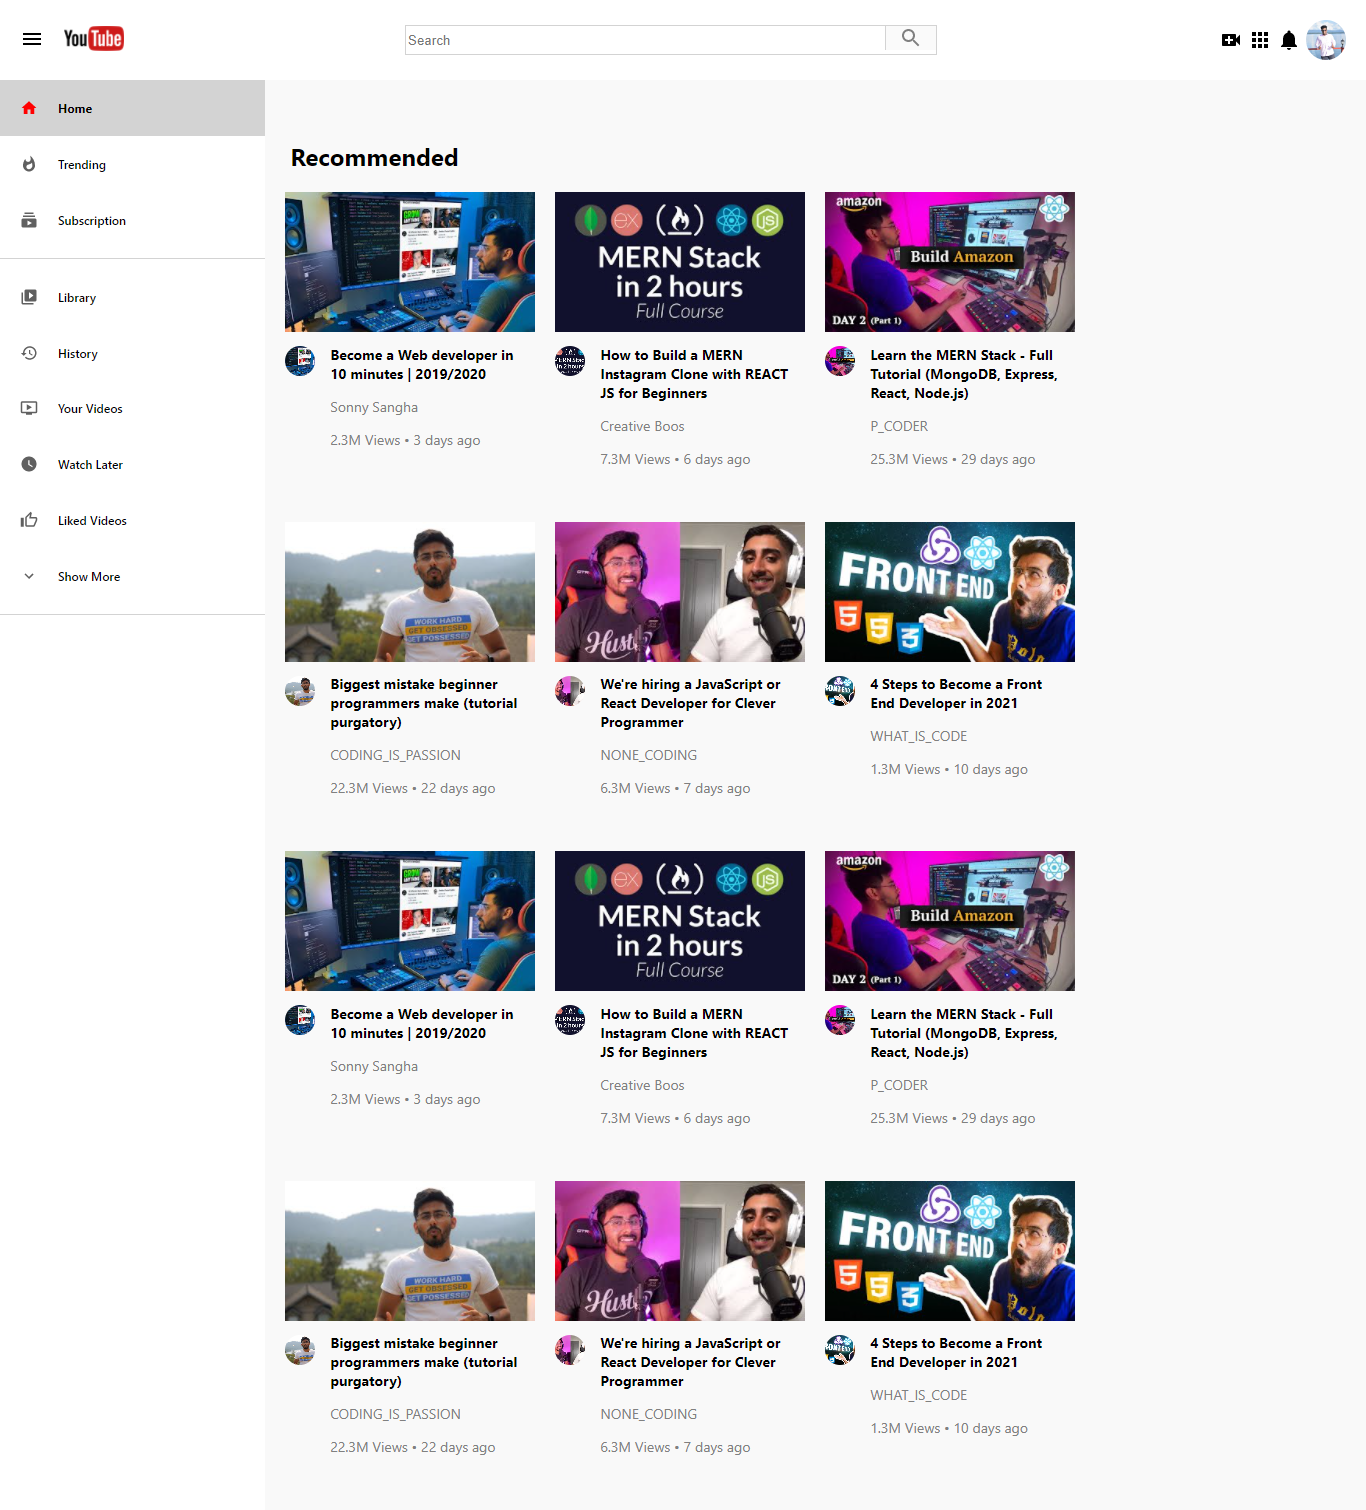 YouTube
Search
Home
Trending
Subscription
Library
History
Your Videos
Watch Later
Liked Videos
Show More
Recommended
MERN Stack
in 2 hours
Full Course
amazon
Build Amazon
DAY 2 (Part 1)
Become a Web developer in
10 minutes | 2019/2020
Sonny Sangha
2.3M Views • 3 days ago
How to Build a MERN
Instagram Clone with REACT
JS for Beginners
Creative Boos
7.3M Views • 6 days ago
Learn the MERN Stack - Full
Tutorial (MongoDB, Express,
React, Node.js)
P_CODER
25.3M Views • 29 days ago
WORK HARD
GET OBSESSED
GET POSSESSED
FRONT END
Biggest mistake beginner
programmers make (tutorial
purgatory)
CODING_IS_PASSION
22.3M Views • 22 days ago
We're hiring a JavaScript or
React Developer for Clever
Programmer
NONE_CODING
6.3M Views • 7 days ago
4 Steps to Become a Front
End Developer in 2021
WHAT_IS_CODE
1.3M Views • 10 days ago
MERN Stack
in 2 hours
Full Course
amazon
Build Amazon
DAY 2 (Part 1)
Become a Web developer in
10 minutes | 2019/2020
Sonny Sangha
2.3M Views • 3 days ago
How to Build a MERN
Instagram Clone with REACT
JS for Beginners
Creative Boos
7.3M Views • 6 days ago
Learn the MERN Stack - Full
Tutorial (MongoDB, Express,
React, Node.js)
P_CODER
25.3M Views • 29 days ago
WORK HARD
GET OBSESSED
GET POSSESSED
FRONT END
Biggest mistake beginner
programmers make (tutorial
purgatory)
CODING_IS_PASSION
22.3M Views • 22 days ago
We're hiring a JavaScript or
React Developer for Clever
Programmer
NONE_CODING
6.3M Views • 7 days ago
4 Steps to Become a Front
End Developer in 2021
WHAT_IS_CODE
1.3M Views • 10 days ago